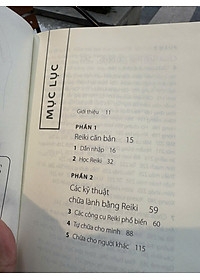 MỤC LỤC
Giới thiệu 11
PHẦN 1
Reiki căn bản 15
1 Dẫn nhập 16
2 Học Reiki 32
PHẦN 2
Các kỹ thuật
chữa lành bằng Reiki 59
3 Các công cụ Reiki phổ biến 60
4 Tự chữa cho mình 88
5 Chữa cho người khác 115